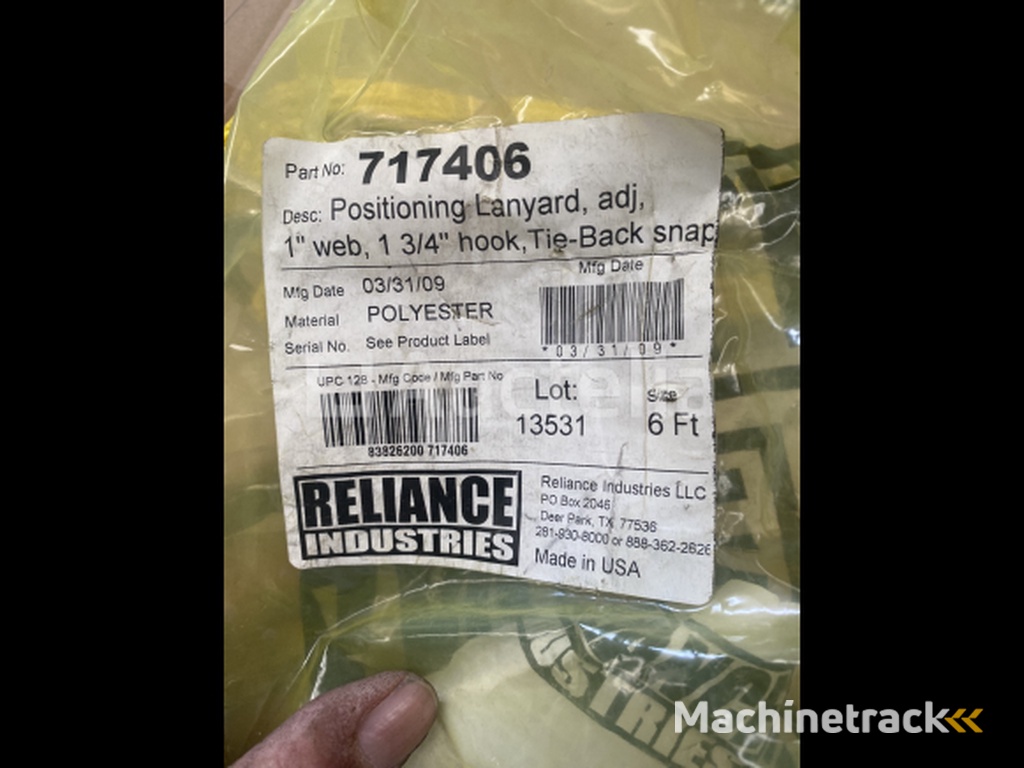 Part No: 717406
Desc: Positioning Lanyard, adj,
1" web, 1 3/4" hook, Tie-Back snap
Mfg Date 03/31/09
Mfg Date
Material POLYESTER
Serial No. See Product Label
*03/31/09*
UPC 128 - Mfg Code / Mfg Part No
83826200 717406
Lot:
13531
Size
6 Ft
RELIANCE
INDUSTRIES
Reliance Industries LLC
PO Box 2046
Deer Park, TX 77536
281-930-8000 or 888-362-2626
Made in USA
USTRIES
Machinetrack